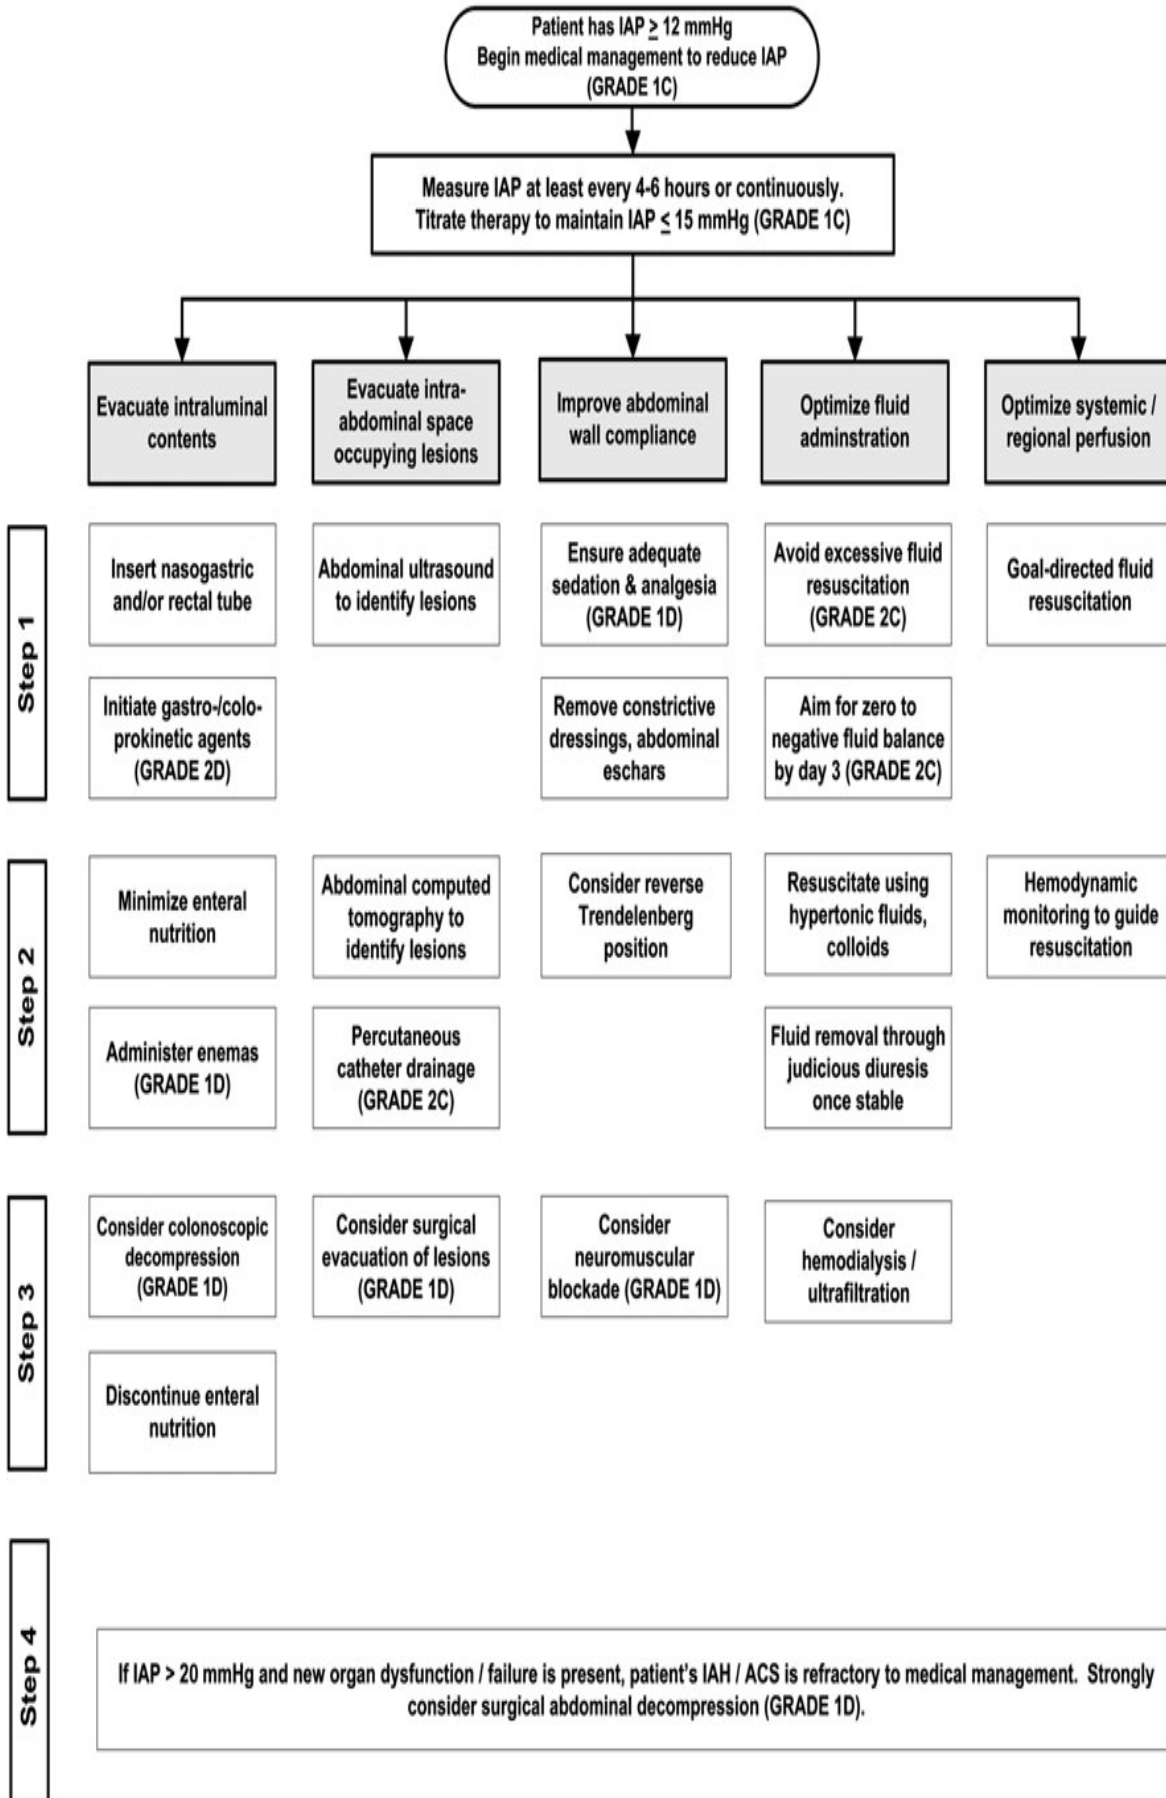 Patient has IAP ≥ 12 mmHg
Begin medical management to reduce IAP
(GRADE 1C)
Measure IAP at least every 4-6 hours or continuously.
Titrate therapy to maintain IAP ≤ 15 mmHg (GRADE 1C)
Evacuate intraluminal
contents
Evacuate intra-
abdominal space
occupying lesions
Improve abdominal
wall compliance
Optimize fluid
adminstration
Optimize systemic /
regional perfusion
Step 1
Insert nasogastric
and/or rectal tube
Abdominal ultrasound
to identify lesions
Ensure adequate
sedation & analgesia
(GRADE 1D)
Avoid excessive fluid
resuscitation
(GRADE 2C)
Goal-directed fluid
resuscitation
Initiate gastro-/colo-
prokinetic agents
(GRADE 2D)
Remove constrictive
dressings, abdominal
eschars
Aim for zero to
negative fluid balance
by day 3 (GRADE 2C)
Step 2
Minimize enteral
nutrition
Abdominal computed
tomography to
identify lesions
Consider reverse
Trendelenberg
position
Resuscitate using
hypertonic fluids,
colloids
Hemodynamic
monitoring to guide
resuscitation
Administer enemas
(GRADE 1D)
Percutaneous
catheter drainage
(GRADE 2C)
Fluid removal through
judicious diuresis
once stable
Step 3
Consider colonoscopic
decompression
(GRADE 1D)
Consider surgical
evacuation of lesions
(GRADE 1D)
Consider
neuromuscular
blockade (GRADE 1D)
Consider
hemodialysis /
ultrafiltration
Discontinue enteral
nutrition
Step 4
If IAP > 20 mmHg and new organ dysfunction / failure is present, patient's IAH / ACS is refractory to medical management.  Strongly
consider surgical abdominal decompression (GRADE 1D).